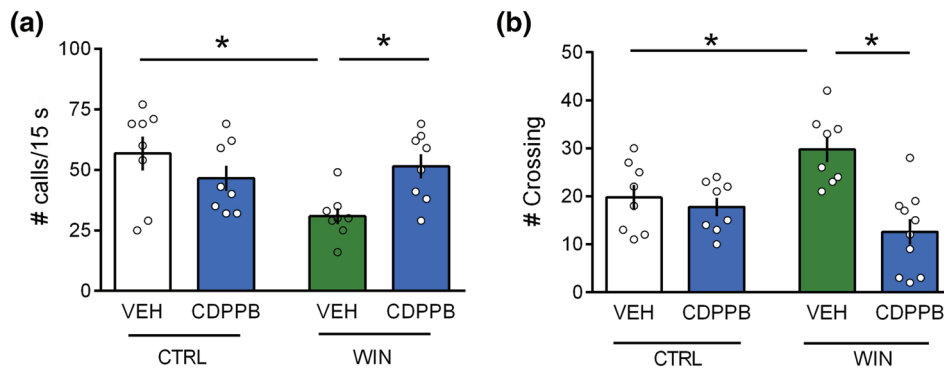 (a)
# calls/15 s
100
75
50
25
0
* *
VEH CDPPB VEH CDPPB
CTRL WIN
(b)
# Crossing
50
40
30
20
10
0
* *
VEH CDPPB VEH CDPPB
CTRL WIN